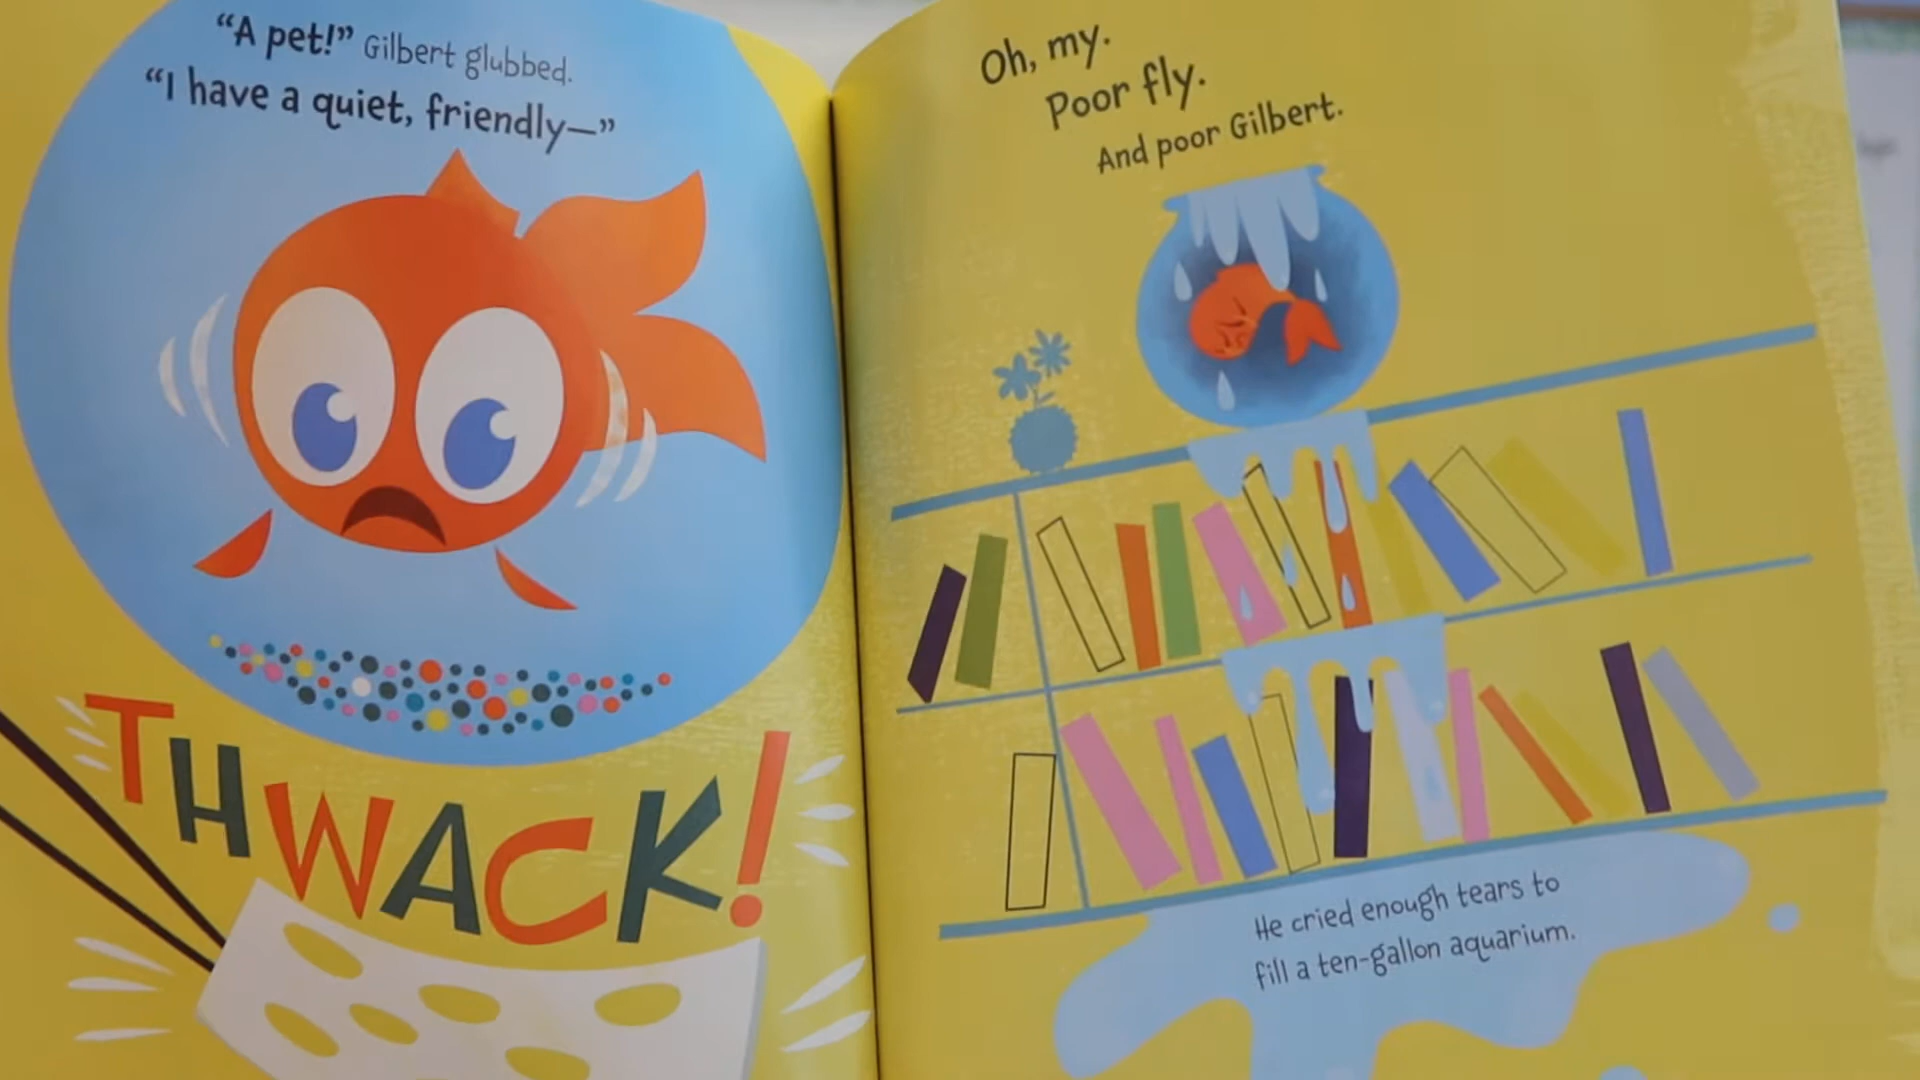 “A pet!” Gilbert glubbed.
“I have a quiet, friendly—”
THWACK!
Oh, my.
Poor fly.
And poor Gilbert.
He cried enough tears to
fill a ten-gallon aquarium.